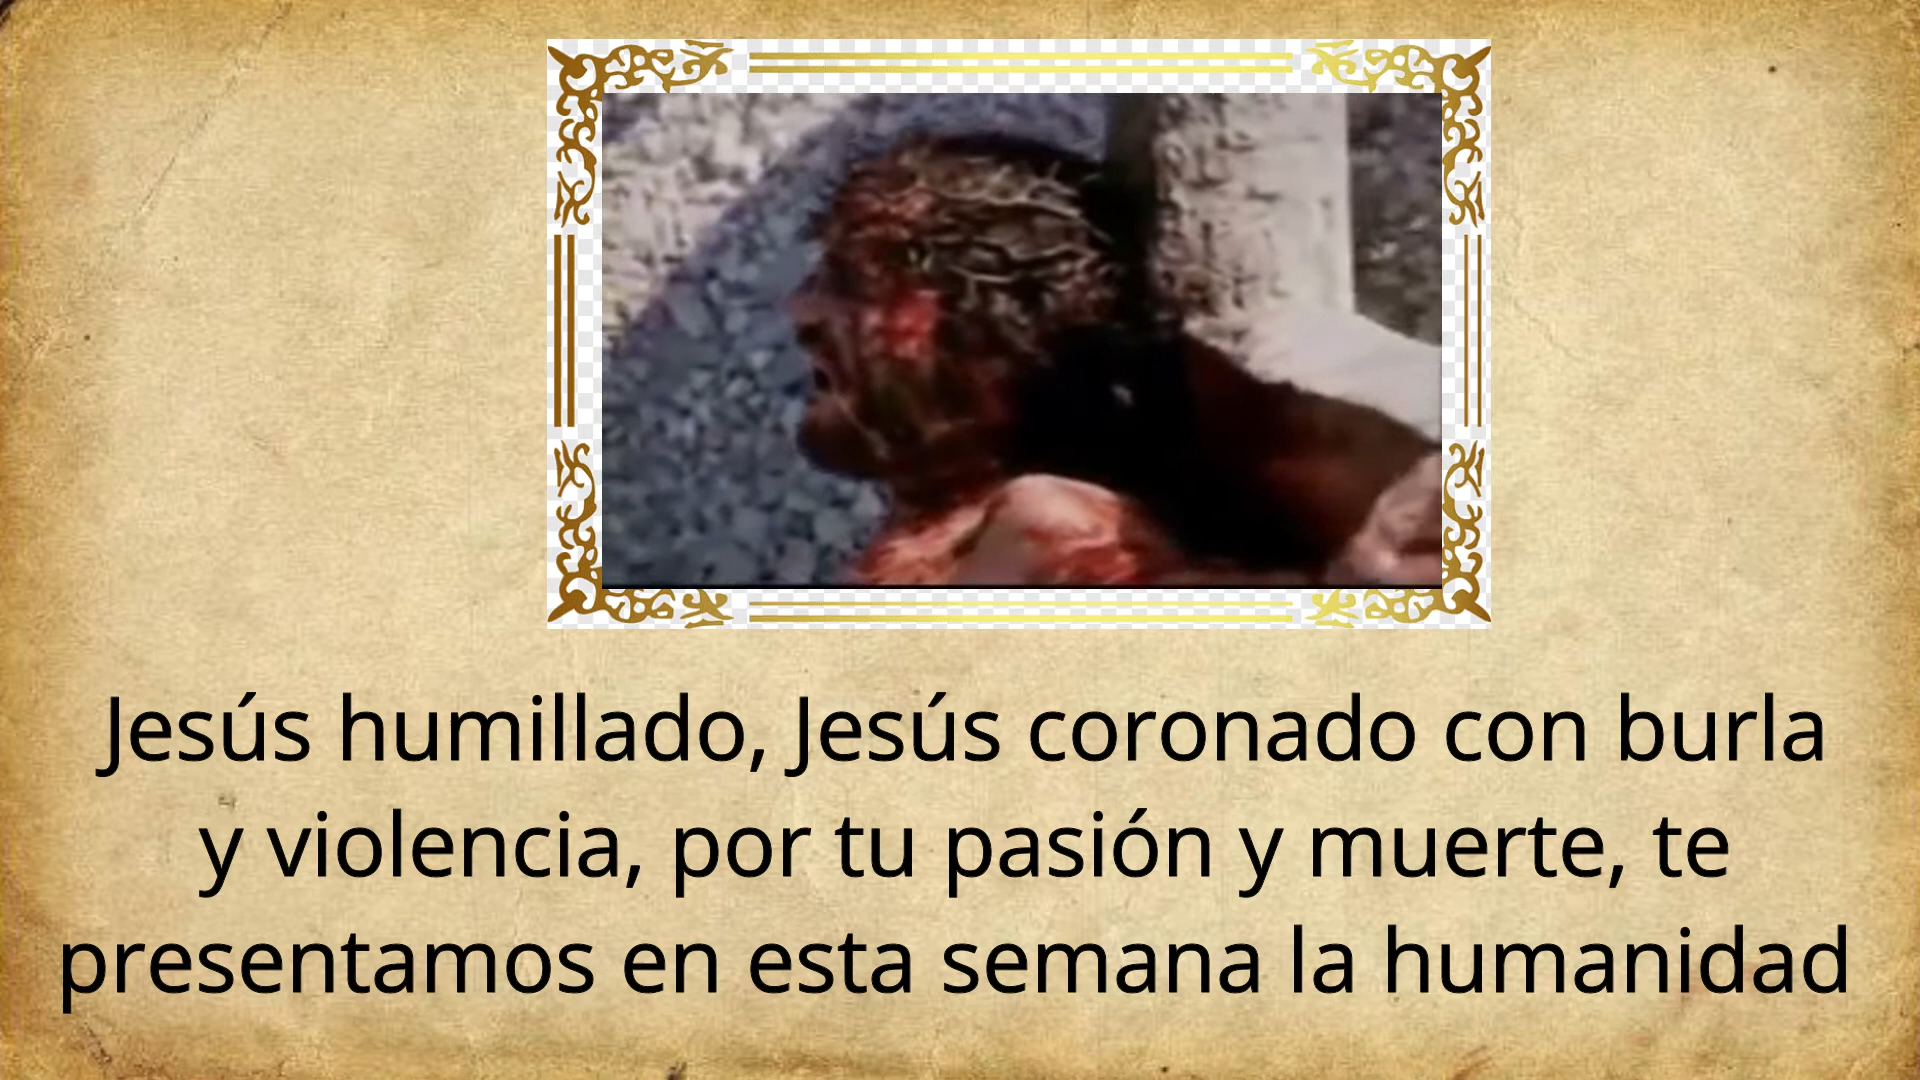 Jesús humillado, Jesús coronado con burla
y violencia, por tu pasión y muerte, te
presentamos en esta semana la humanidad